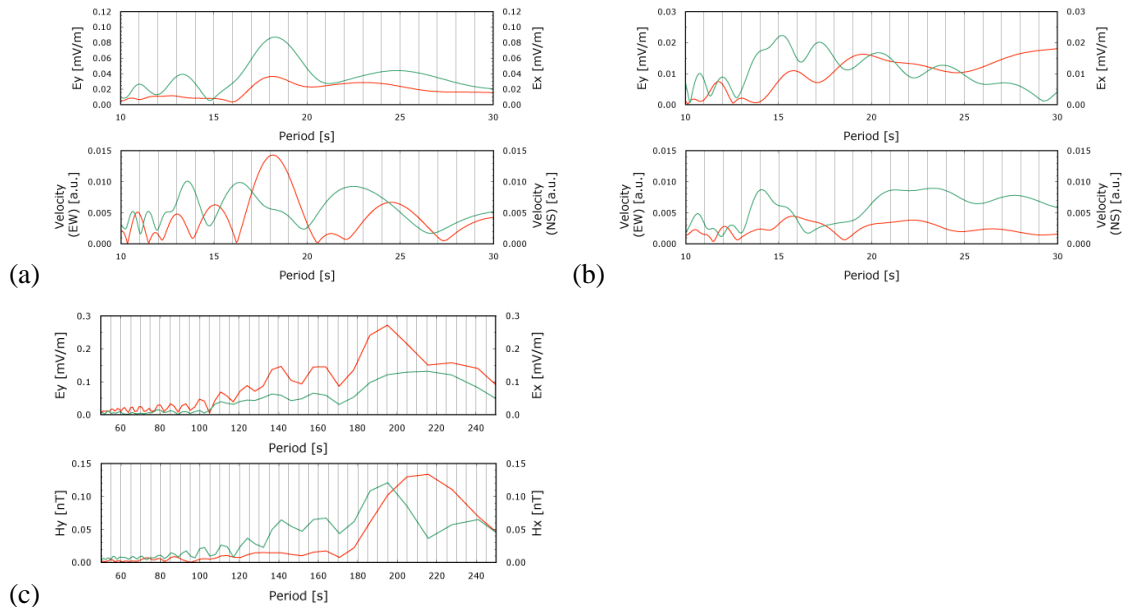 0.12 0.12
0.10 0.10
0.08 0.08
0.06 0.06
0.04 0.04
0.02 0.02
0.00 0.00
Ey [mV/m]
Ex [mV/m]
10 15 20 25 30
Period [s]
0.015 0.015
0.010 0.010
0.005 0.005
0.000 0.000
Velocity
(EW) [a.u.]
Velocity
(NS) [a.u.]
10 15 20 25 30
Period [s]
(a)
0.03 0.03
0.02 0.02
0.01 0.01
0.00 0.00
Ey [mV/m]
Ex [mV/m]
10 15 20 25 30
Period [s]
0.015 0.015
0.010 0.010
0.005 0.005
0.000 0.000
Velocity
(EW) [a.u.]
Velocity
(NS) [a.u.]
10 15 20 25 30
Period [s]
(b)
0.3 0.3
0.2 0.2
0.1 0.1
0.0 0.0
Ey [mV/m]
Ex [mV/m]
60 80 100 120 140 160 180 200 220 240
Period [s]
0.15 0.15
0.10 0.10
0.05 0.05
0.00 0.00
Hy [nT]
Hx [nT]
60 80 100 120 140 160 180 200 220 240
Period [s]
(c)